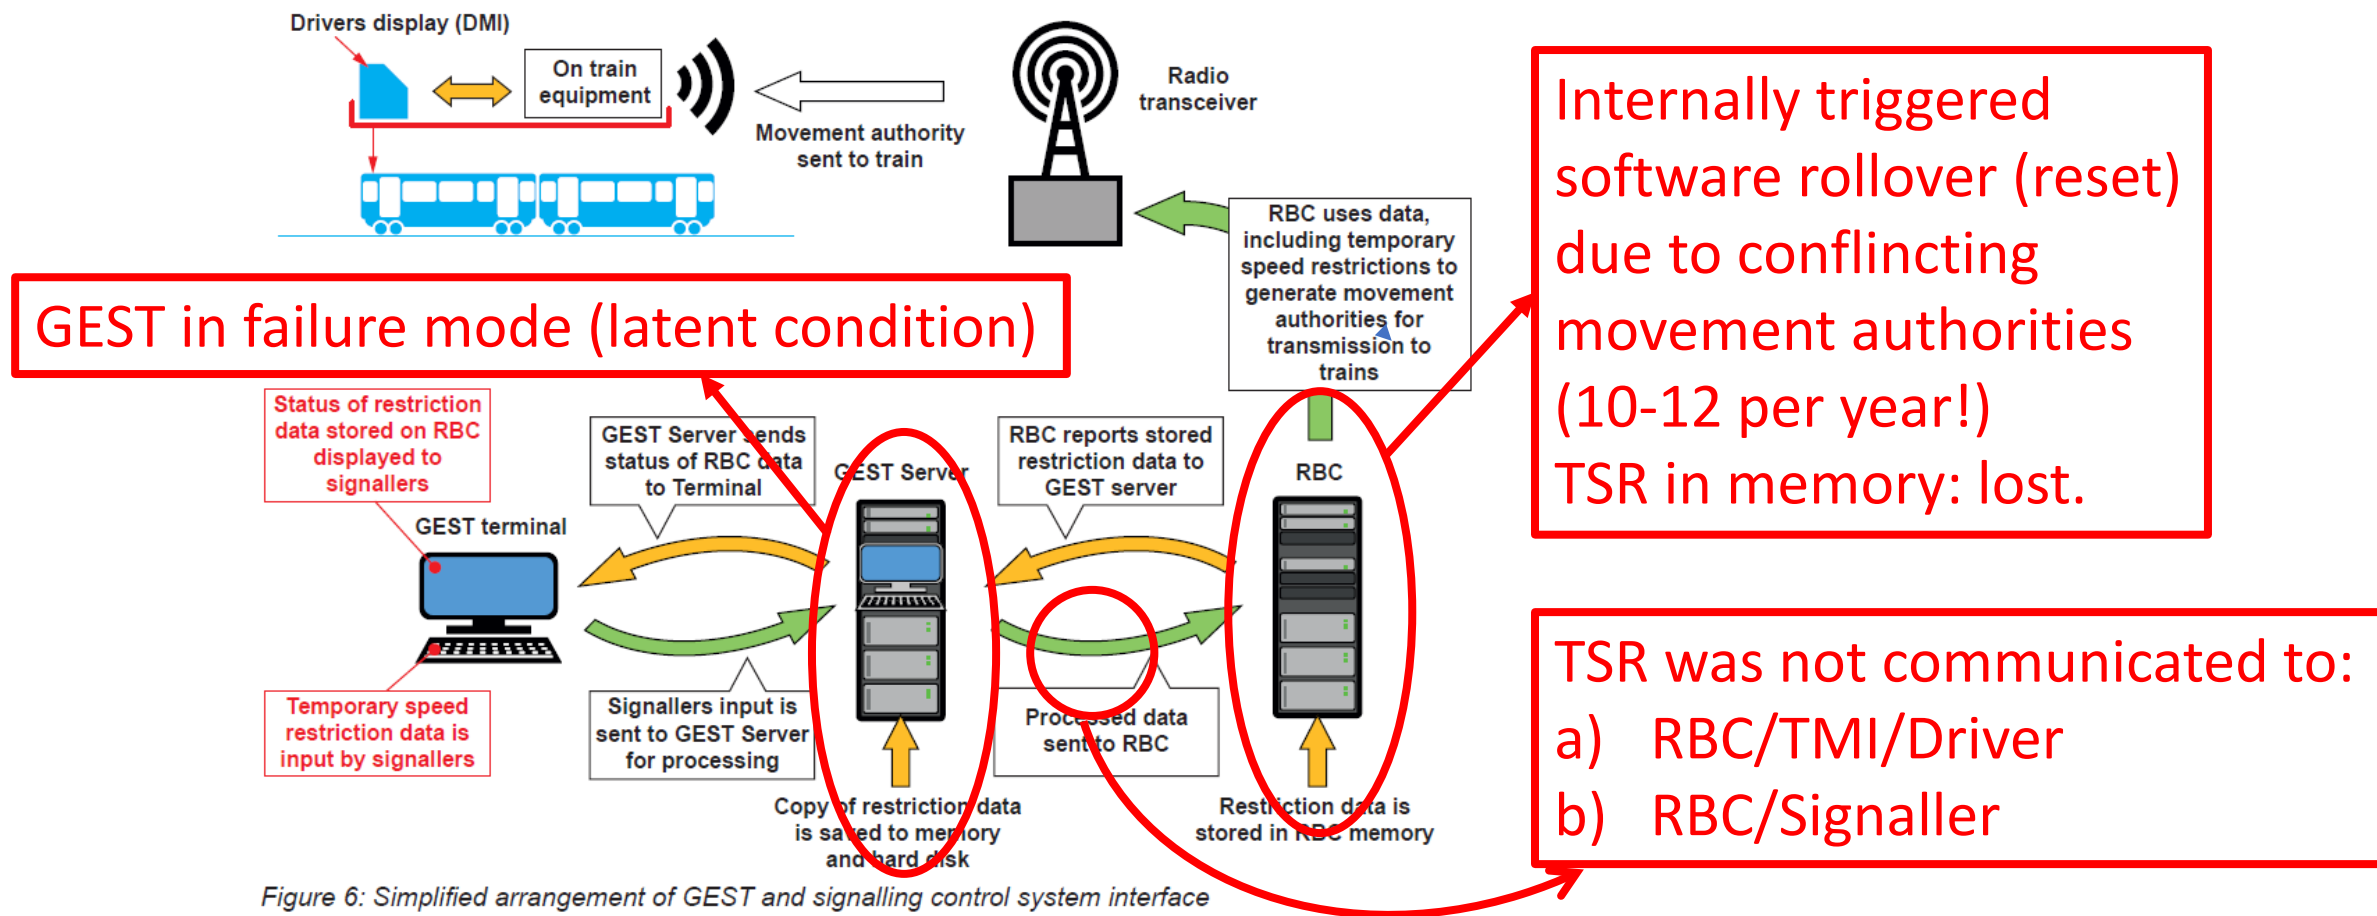 Drivers display (DMI)
On train
equipment
Movement authority
sent to train
Radio
transceiver
RBC uses data,
including temporary
speed restrictions to
generate movement
authorities for
transmission to
trains
Internally triggered
software rollover (reset)
due to conflincting
movement authorities
(10-12 per year!)
TSR in memory: lost.
GEST in failure mode (latent condition)
Status of restriction
data stored on RBC
displayed to
signallers
GEST terminal
GEST Server sends
status of RBC data
to Terminal
GEST Server
RBC reports stored
restriction data to
GEST server
RBC
Temporary speed
restriction data is
input by signallers
Signallers input is
sent to GEST Server
for processing
Processed data
sent to RBC
Copy of restriction data
is saved to memory
and hard disk
Restriction data is
stored in RBC memory
TSR was not communicated to:
a) RBC/TMI/Driver
b) RBC/Signaller
Figure 6: Simplified arrangement of GEST and signalling control system interface